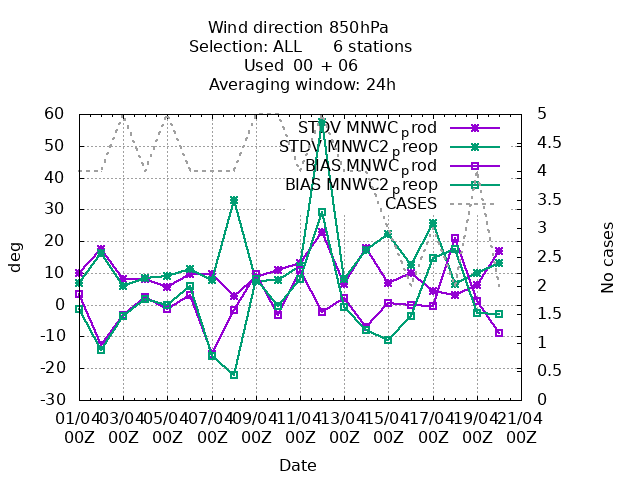 Wind direction 850hPa
Selection: ALL 6 stations
Used 00 + 06
Averaging window: 24h
60
50
40
30
20
10
0
-10
-20
-30
deg
5
4.5
4
3.5
3
2.5
2
1.5
1
0.5
0
No cases
STDV MNWC_prod
STDV MNWC2_preop
BIAS MNWC_prod
BIAS MNWC2_preop
CASES
01/04 03/04 05/04 07/04 09/04 11/04 13/04 15/04 17/04 19/04 21/04
00Z 00Z 00Z 00Z 00Z 00Z 00Z 00Z 00Z 00Z 00Z
Date